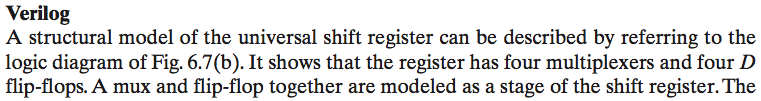 Verilog
A structural model of the universal shift register can be described by referring to the
logic diagram of Fig. 6.7(b). It shows that the register has four multiplexers and four D
flip-flops. A mux and flip-flop together are modeled as a stage of the shift register. The